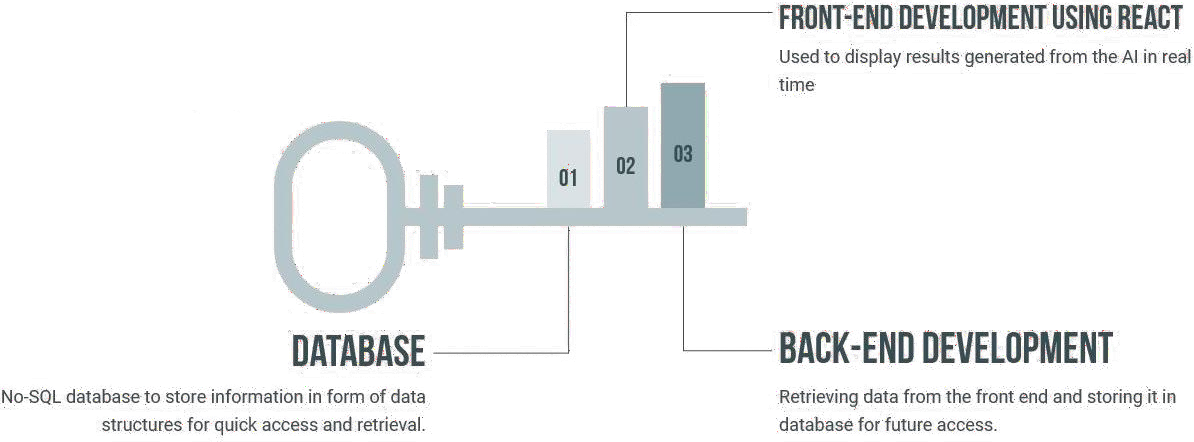 FRONT-END DEVELOPMENT USING REACT
Used to display results generated from the AI in real
time
01
02
03
DATABASE
No-SQL database to store information in form of data
structures for quick access and retrieval.
BACK-END DEVELOPMENT
Retrieving data from the front end and storing it in
database for future access.